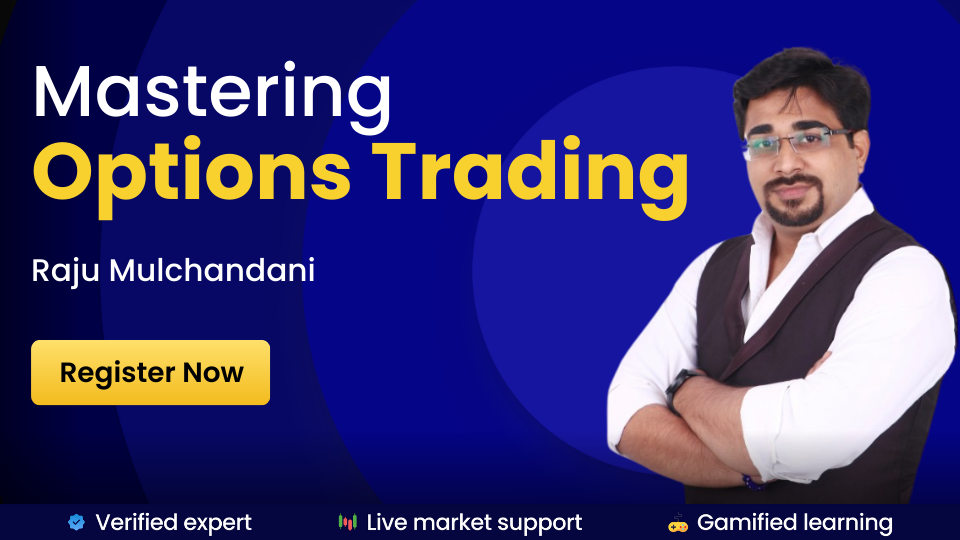 Mastering
Options Trading
Raju Mulchandani
Register Now
Verified expert
Live market support
Gamified learning